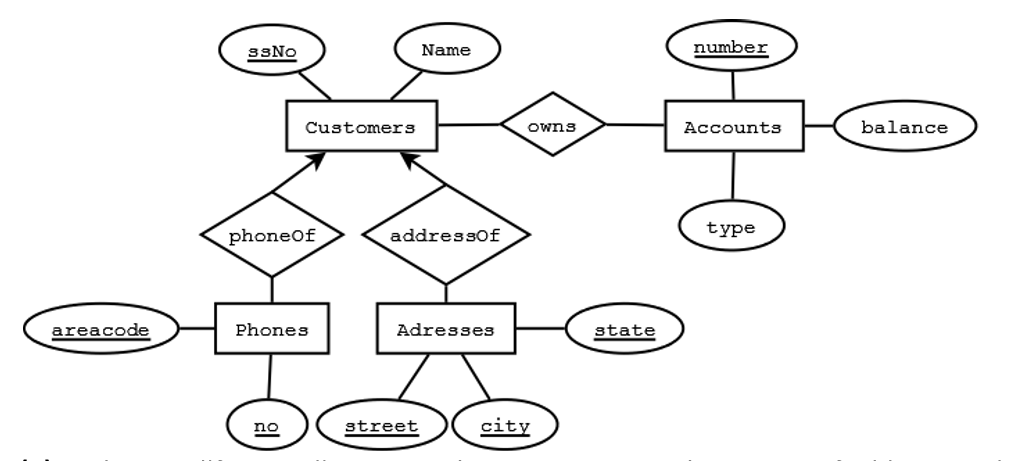 ssNo
Name
number
Customers
owns
Accounts
balance
type
phoneOf
addressOf
areacode
Phones
Adresses
state
no
street
city